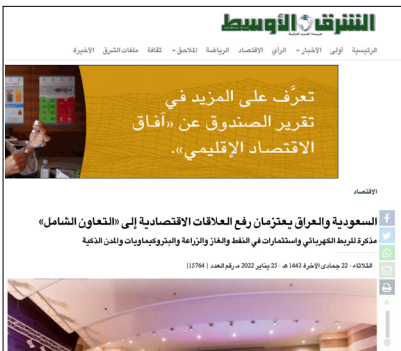 الشرق الأوسط
الرئيسية أولى الأخبار الرأي الاقتصاد الرياضة الملاحق ثقافة ملفات الشرق الأخيرة
تعرَّف على المزيد في
تقرير الصندوق عن «آفاق
الاقتصاد الإقليمي».
الاقتصاد
السعودية والعراق يعتزمان رفع العلاقات الاقتصادية إلى «التعاون الشامل»
مذكرة للربط الكهربائي واستثمارات في النفط والغاز والزراعة والبتروكيماويات والمدن الذكية
الثلاثاء - 22 جمادى الآخرة 1443 هـ - 25 يناير 2022 مـ رقم العدد [ 15764]